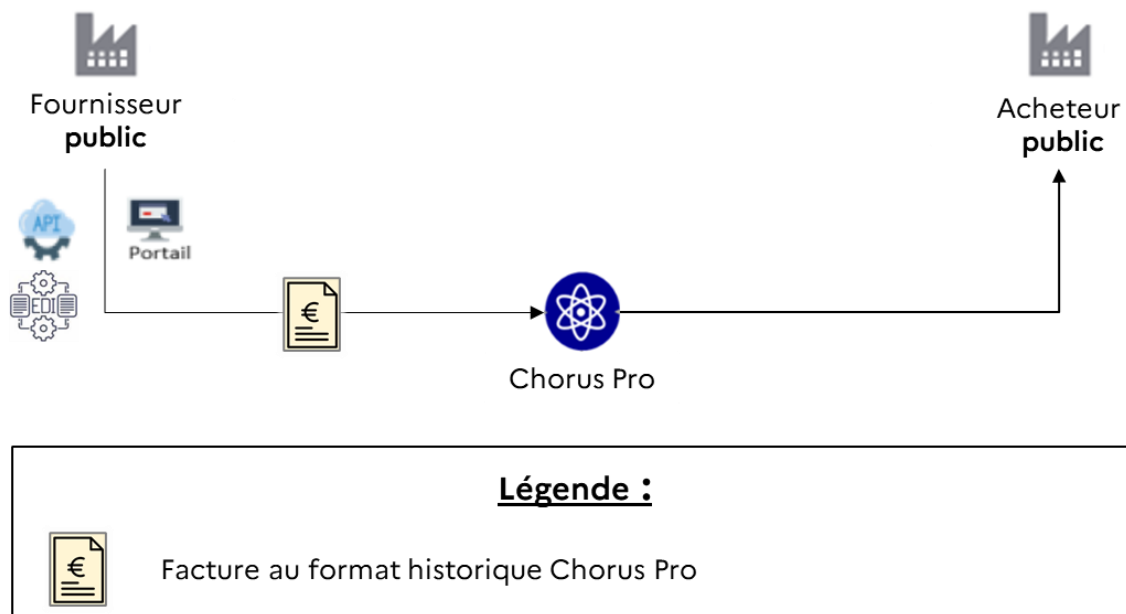 Fournisseur
public
Acheteur
public
API
Portail
EDI
€
Chorus Pro
Légende :
€
Facture au format historique Chorus Pro